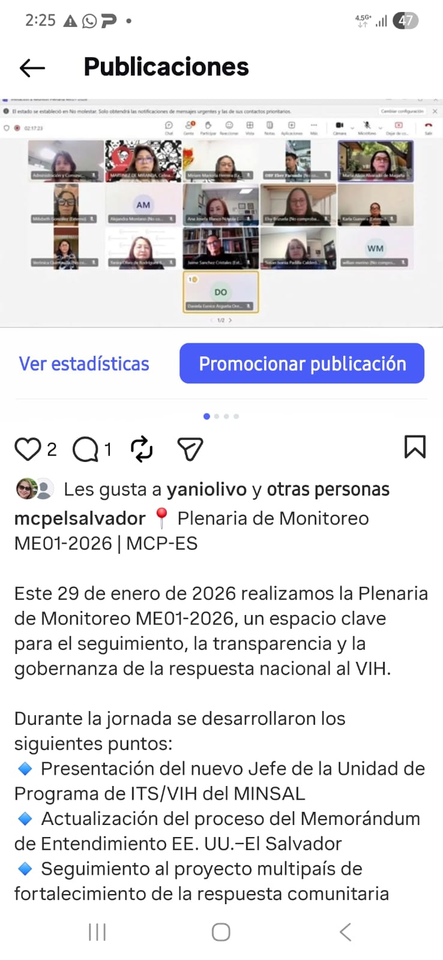 2:25
4.5G+
47
Publicaciones
El estado se estableció en No molestar. Solo obtendrá las notificaciones de mensajes urgentes y las de sus contactos prioritarios.
Cambiar configuración
02:17:23
Chat
Participar
Reacciones
Vista
Notas
Aplicaciones
Más
Cámara
Micrófono
AM
WM
DO
1/2
Ver estadísticas
Promocionar publicación
2
1
Les gusta a yaniolivo y otras personas
mcpelsalvador 📍 Plenaria de Monitoreo
ME01-2026 | MCP-ES
Este 29 de enero de 2026 realizamos la Plenaria
de Monitoreo ME01-2026, un espacio clave
para el seguimiento, la transparencia y la
gobernanza de la respuesta nacional al VIH.
Durante la jornada se desarrollaron los
siguientes puntos:
🔹 Presentación del nuevo Jefe de la Unidad de
Programa de ITS/VIH del MINSAL
🔹 Actualización del proceso del Memorándum
de Entendimiento EE. UU.–El Salvador
🔹 Seguimiento al proyecto multipaís de
fortalecimiento de la respuesta comunitaria